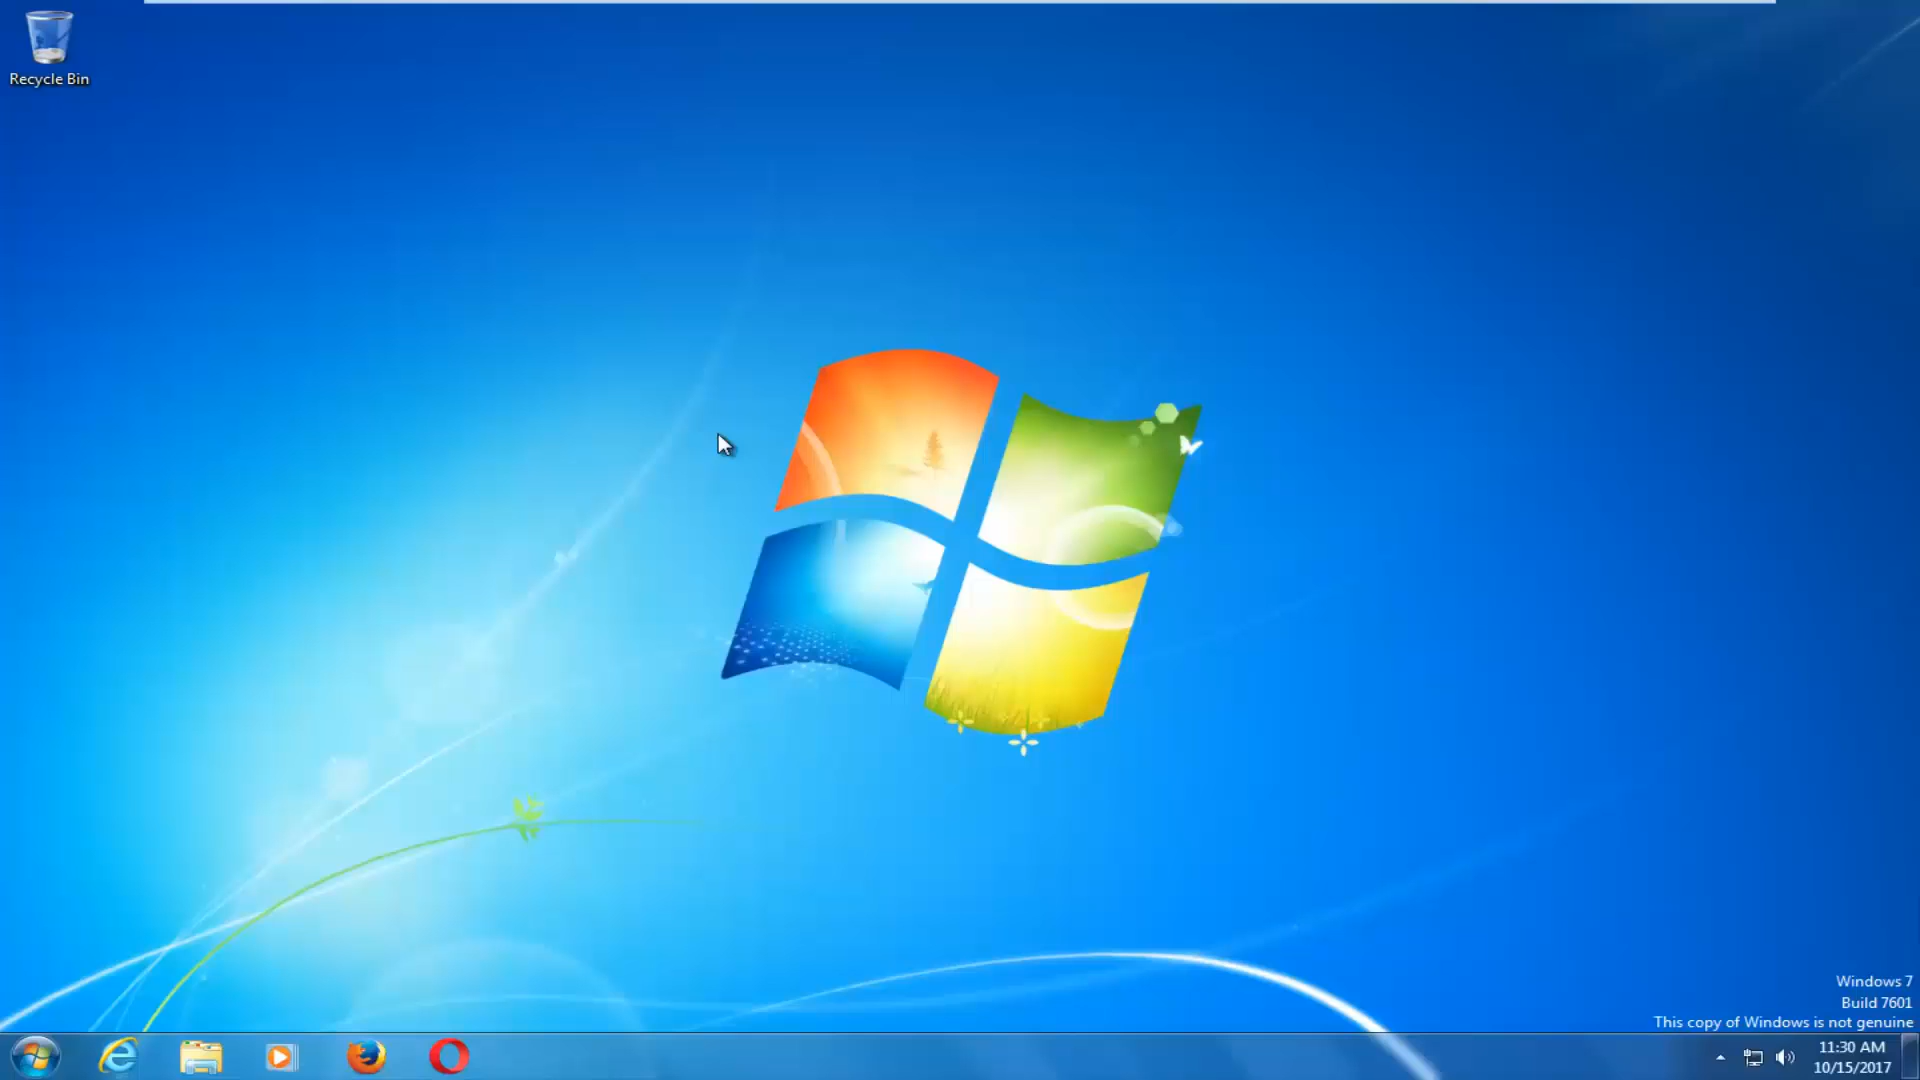 Recycle Bin
Windows 7
Build 7601
This copy of Windows is not genuine
11:30 AM
10/15/2017